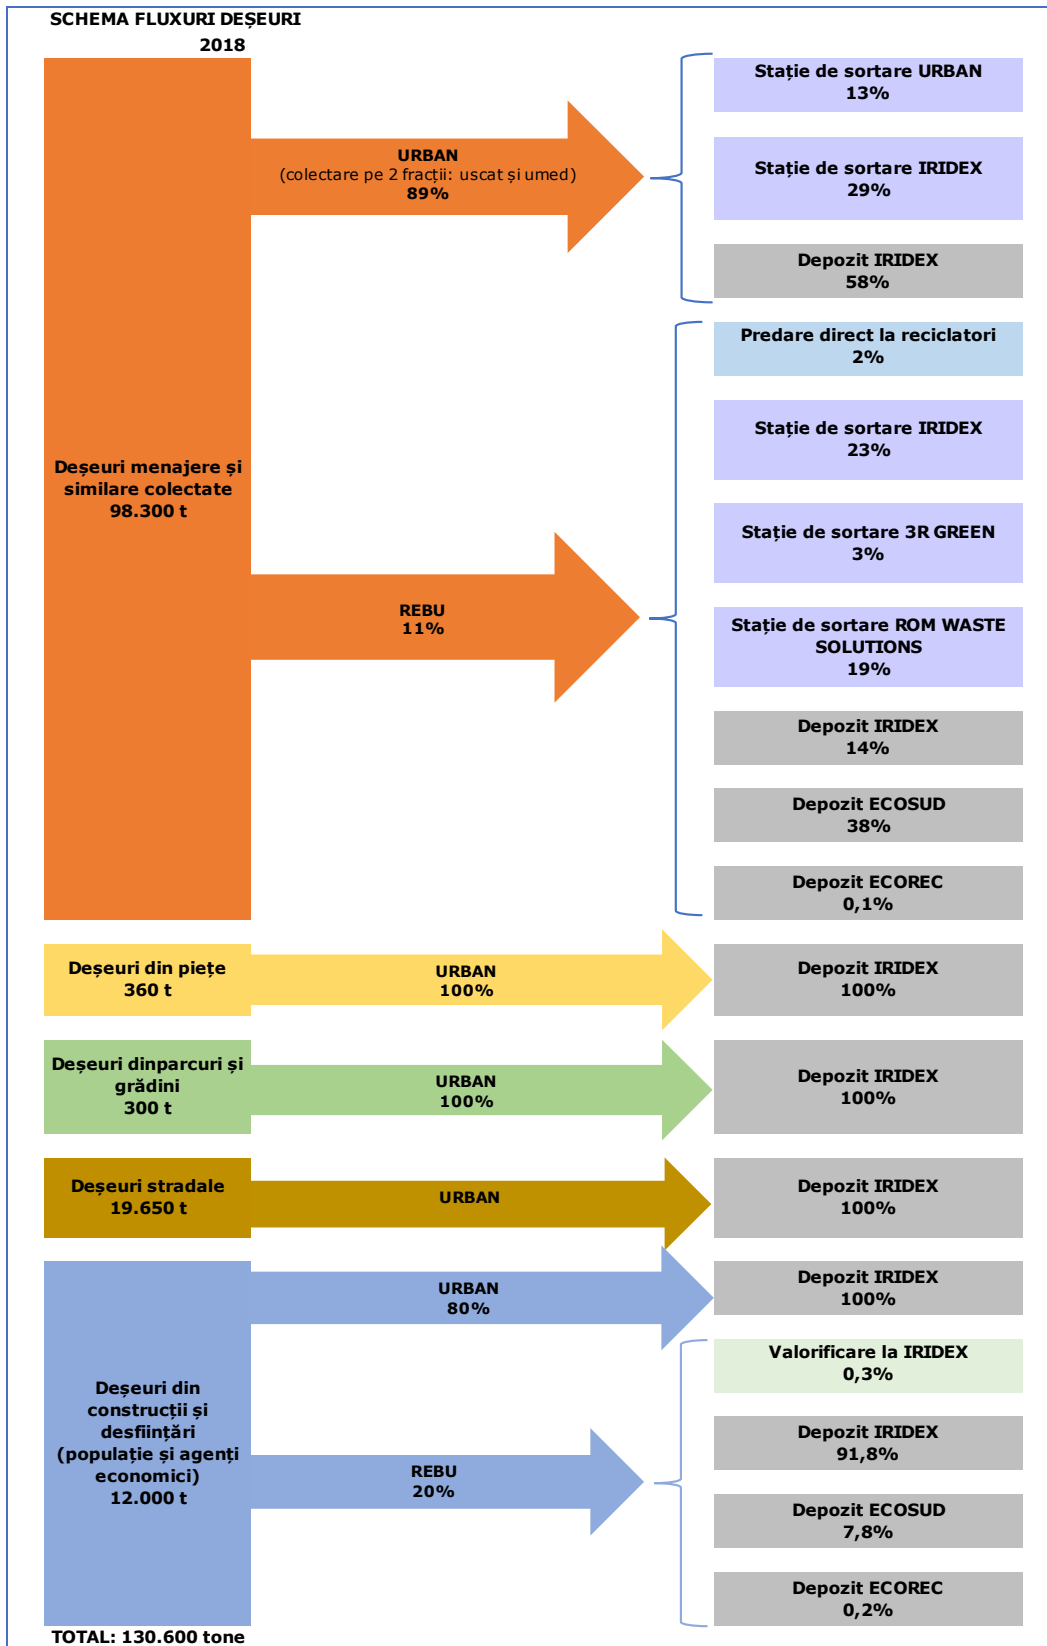 SCHEMA FLUXURI DEȘEURI
2018
Deșeuri menajere și
similare colectate
98.300 t
URBAN
(colectare pe 2 fracții: uscat și umed)
89%
Stație de sortare URBAN
13%
Stație de sortare IRIDEX
29%
Depozit IRIDEX
58%
REBU
11%
Predare direct la reciclatori
2%
Stație de sortare IRIDEX
23%
Stație de sortare 3R GREEN
3%
Stație de sortare ROM WASTE
SOLUTIONS
19%
Depozit IRIDEX
14%
Depozit ECOSUD
38%
Depozit ECOREC
0,1%
Deșeuri din piețe
360 t
URBAN
100%
Depozit IRIDEX
100%
Deșeuri dinparcuri și
grădini
300 t
URBAN
100%
Depozit IRIDEX
100%
Deșeuri stradale
19.650 t
URBAN
Depozit IRIDEX
100%
Deșeuri din
construcții și
desființări
(populație și agenți
economici)
12.000 t
URBAN
80%
Depozit IRIDEX
100%
REBU
20%
Valorificare la IRIDEX
0,3%
Depozit IRIDEX
91,8%
Depozit ECOSUD
7,8%
Depozit ECOREC
0,2%
TOTAL: 130.600 tone